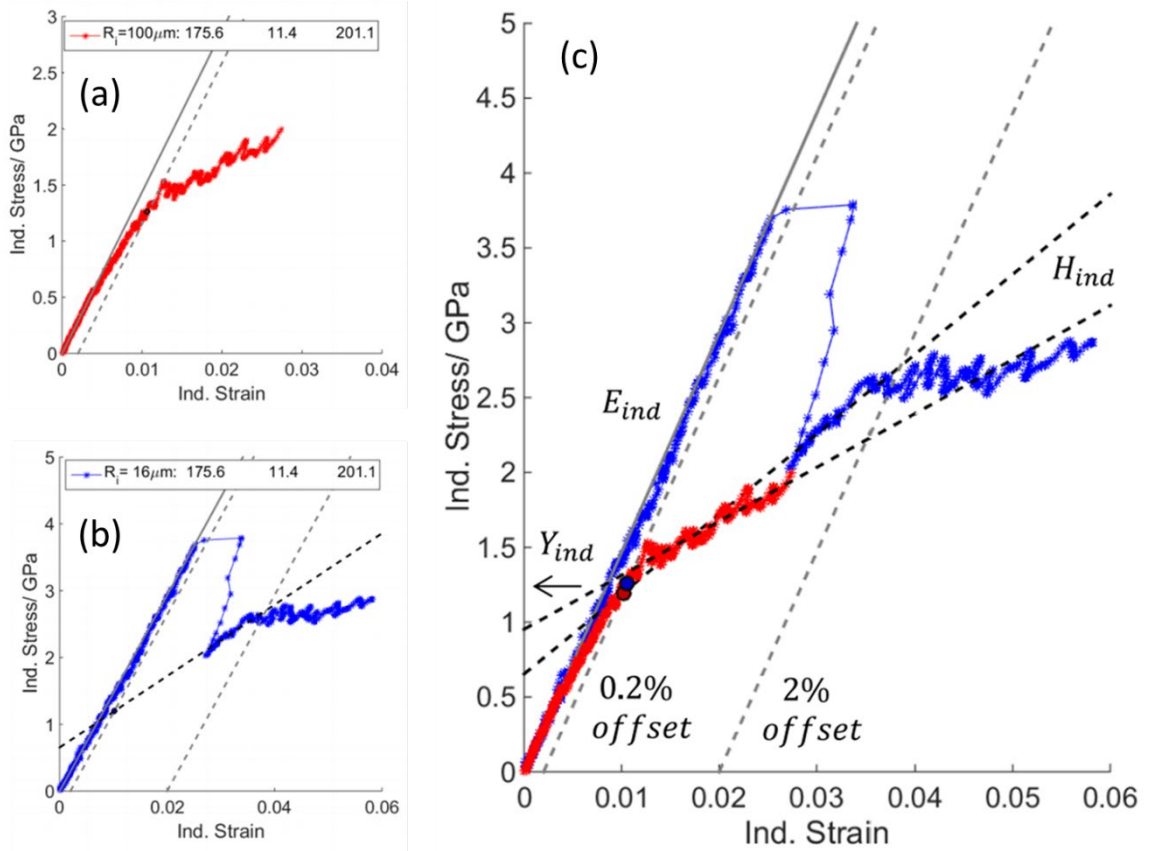 (a)
R_i=100μm: 175.6 11.4 201.1
3
2.5
2
1.5
1
0.5
0
Ind. Stress/ GPa
0 0.01 0.02 0.03 0.04
Ind. Strain
(b)
R_i= 16μm: 175.6 11.4 201.1
5
4
3
2
1
0
Ind. Stress/ GPa
0 0.02 0.04 0.06
Ind. Strain
(c)
5
4.5
4
3.5
3
2.5
2
1.5
1
0.5
0
Ind. Stress/ GPa
E_ind
H_ind
Y_ind
0.2%
offset
2%
offset
0 0.01 0.02 0.03 0.04 0.05 0.06
Ind. Strain